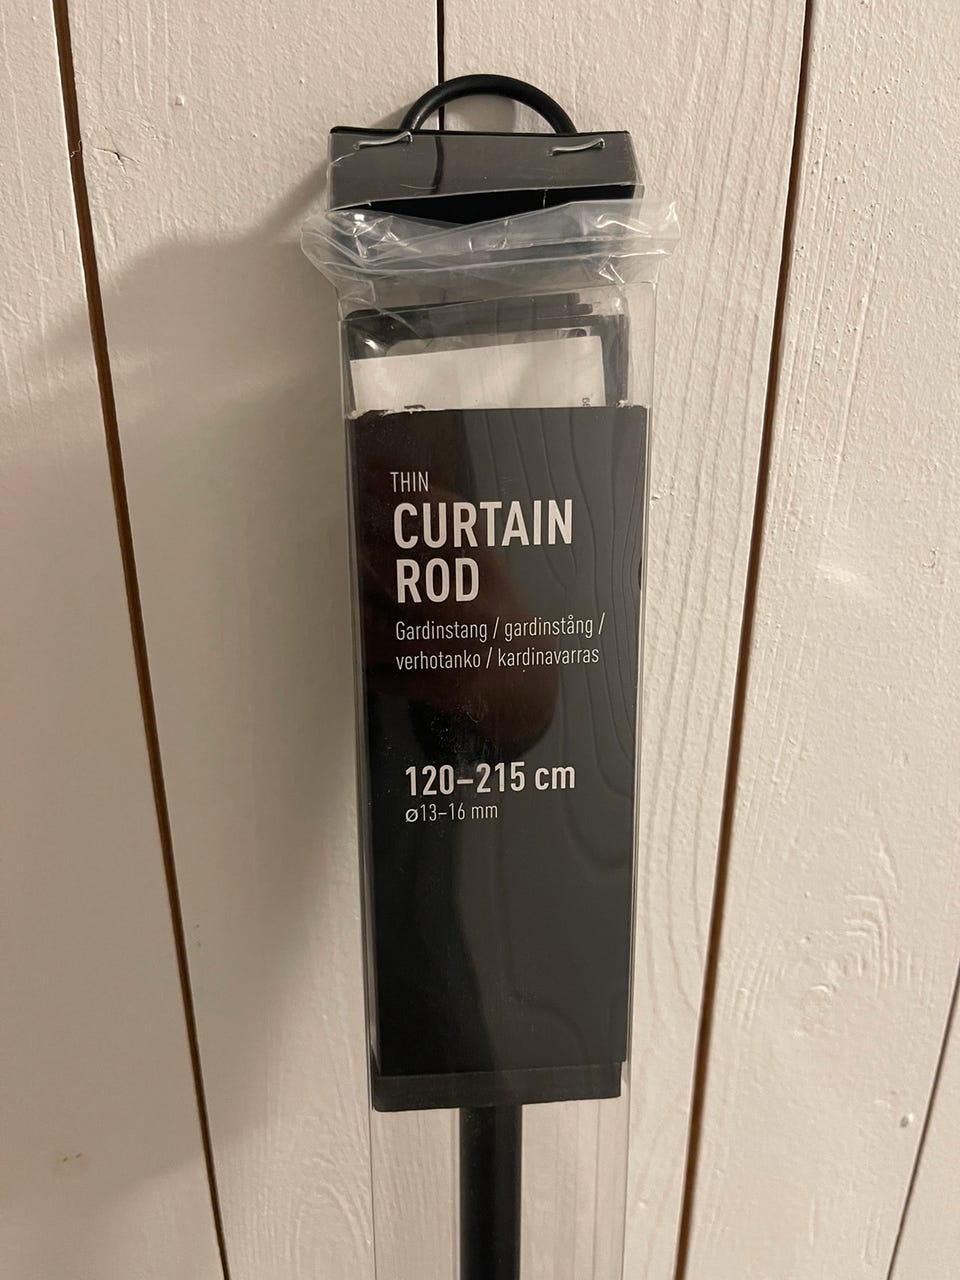 THIN
CURTAIN
ROD
Gardinstang / gardinstång /
verhotanko / kardinavarras
120–215 cm
ø13–16 mm